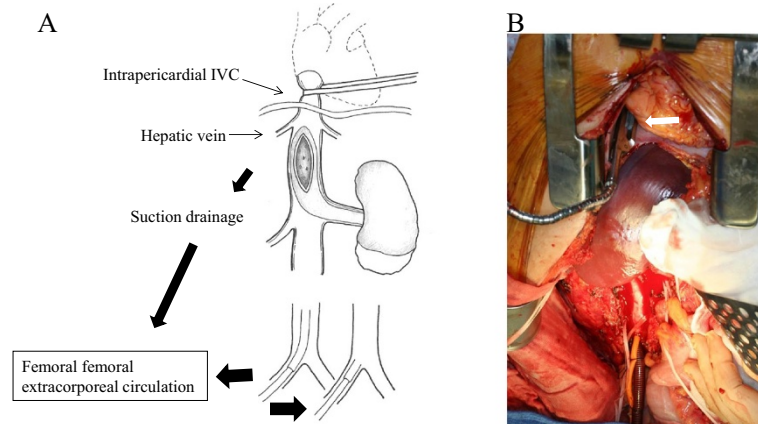 A
B
Intrapericardial IVC
Hepatic vein
Suction drainage
Femoral femoral
extracorporeal circulation